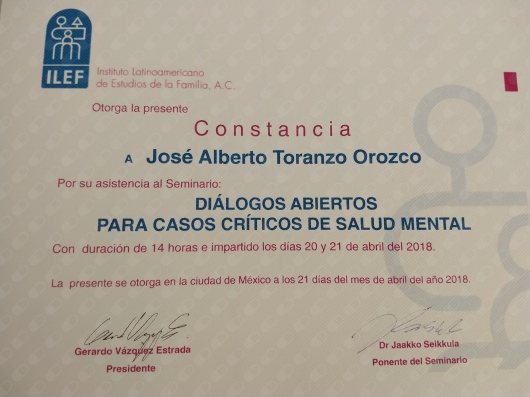 ILEF
Instituto Latinoamericano
de Estudios de la Familia, A.C.
Otorga la presente
Constancia
A José Alberto Toranzo Orozco
Por su asistencia al Seminario:
DIÁLOGOS ABIERTOS
PARA CASOS CRÍTICOS DE SALUD MENTAL
Con duración de 14 horas e impartido los días 20 y 21 de abril del 2018.
La presente se otorga en la ciudad de México a los 21 días del mes de abril del año 2018.
Gerardo Vázquez Estrada
Presidente
Dr Jaakko Seikkula
Ponente del Seminario